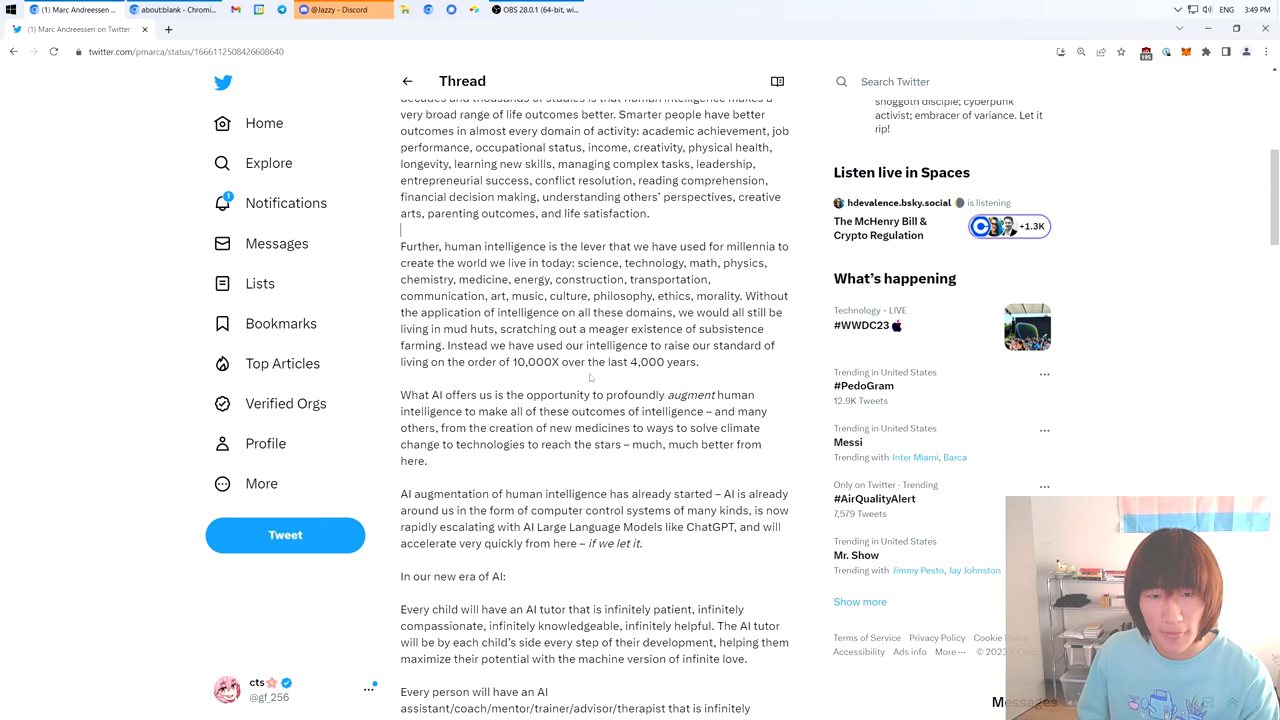 (1) Marc Andreessen ...
about:blank - Chromi...
@Jazzy - Discord
OBS 28.0.1 (64-bit, wi...
ENG
3:49 PM
(1) Marc Andreessen on Twitter
twitter.com/pmarca/status/1666112508426608640
195
Home
Explore
1
Notifications
Messages
Lists
Bookmarks
Top Articles
Verified Orgs
Profile
More
Tweet
cts
@gf_256
Thread
decades and thousands of studies is that human intelligence makes a
very broad range of life outcomes better. Smarter people have better
outcomes in almost every domain of activity: academic achievement, job
performance, occupational status, income, creativity, physical health,
longevity, learning new skills, managing complex tasks, leadership,
entrepreneurial success, conflict resolution, reading comprehension,
financial decision making, understanding others' perspectives, creative
arts, parenting outcomes, and life satisfaction.
Further, human intelligence is the lever that we have used for millennia to
create the world we live in today: science, technology, math, physics,
chemistry, medicine, energy, construction, transportation,
communication, art, music, culture, philosophy, ethics, morality. Without
the application of intelligence on all these domains, we would all still be
living in mud huts, scratching out a meager existence of subsistence
farming. Instead we have used our intelligence to raise our standard of
living on the order of 10,000X over the last 4,000 years.
What AI offers us is the opportunity to profoundly augment human
intelligence to make all of these outcomes of intelligence – and many
others, from the creation of new medicines to ways to solve climate
change to technologies to reach the stars – much, much better from
here.
AI augmentation of human intelligence has already started – AI is already
around us in the form of computer control systems of many kinds, is now
rapidly escalating with AI Large Language Models like ChatGPT, and will
accelerate very quickly from here – if we let it.
In our new era of AI:
Every child will have an AI tutor that is infinitely patient, infinitely
compassionate, infinitely knowledgeable, infinitely helpful. The AI tutor
will be by each child's side every step of their development, helping them
maximize their potential with the machine version of infinite love.
Every person will have an AI
assistant/coach/mentor/trainer/advisor/therapist that is infinitely
Search Twitter
shoggoth disciple; cyberpunk
activist; embracer of variance. Let it
rip!
Listen live in Spaces
hdevalence.bsky.social is listening
The McHenry Bill &
Crypto Regulation
+1.3K
What's happening
Technology · LIVE
#WWDC23
Trending in United States
#PedoGram
12.9K Tweets
Trending in United States
Messi
Trending with Inter Miami, Barca
Only on Twitter · Trending
#AirQualityAlert
7,579 Tweets
Trending in United States
Mr. Show
Trending with Jimmy Pesto, Jay Johnston
Show more
Terms of Service Privacy Policy Cookie
Accessibility Ads info More ··· © 2023 X Corp.
Messages